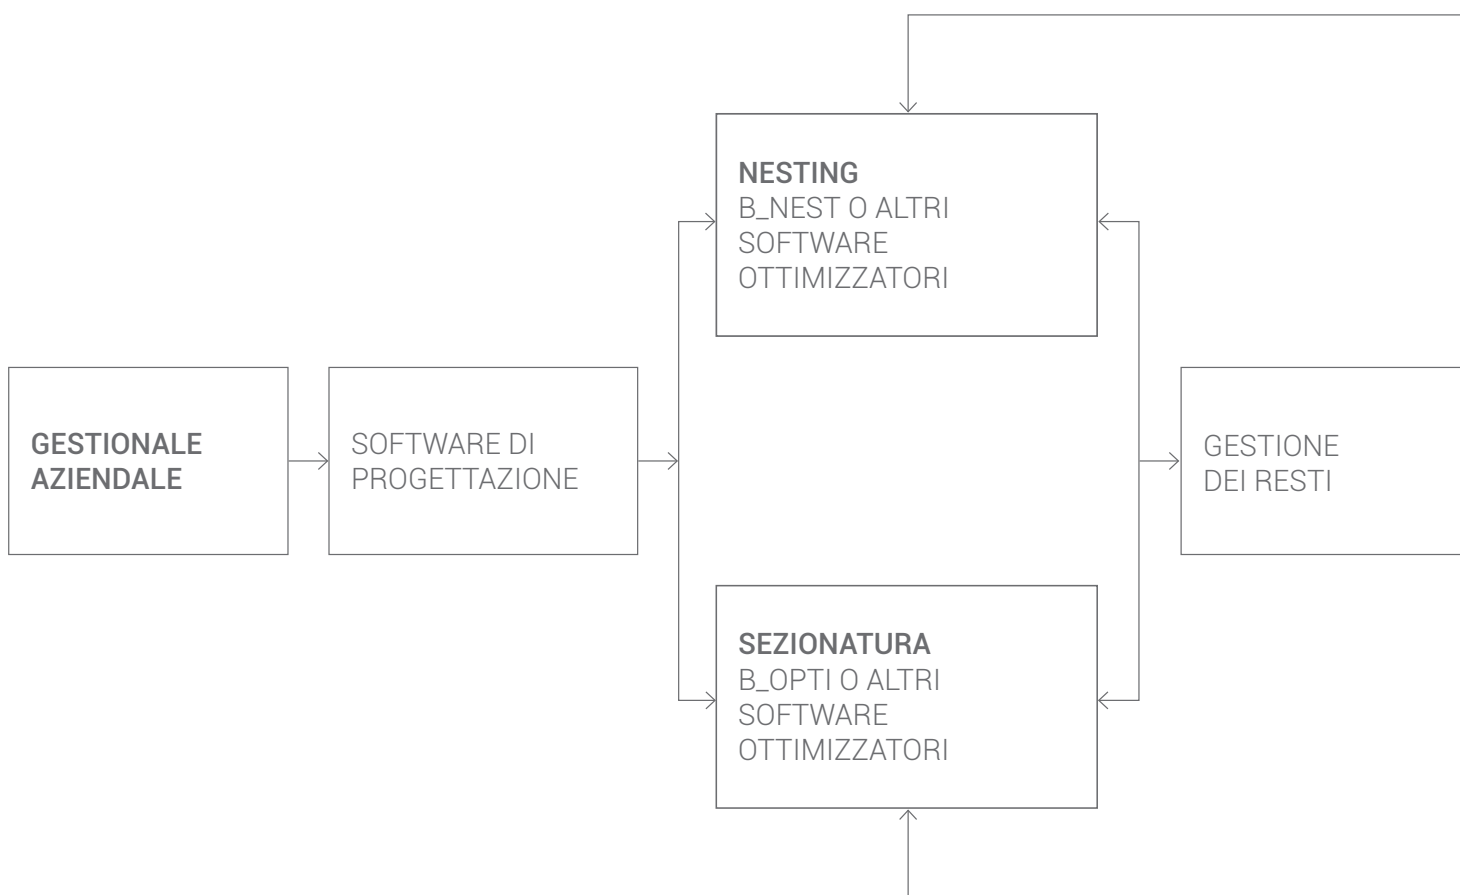 GESTIONALE
AZIENDALE
SOFTWARE DI
PROGETTAZIONE
NESTING
B_NEST O ALTRI
SOFTWARE
OTTIMIZZATORI
SEZIONATURA
B_OPTI O ALTRI
SOFTWARE
OTTIMIZZATORI
GESTIONE
DEI RESTI